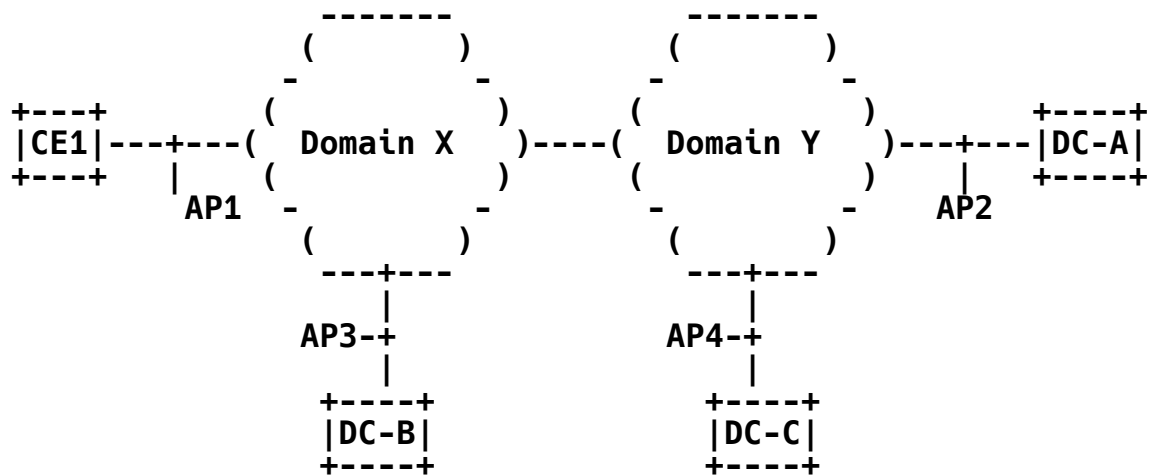 -------            -------
              (       )          (       )
             -         -        -         -
+---+       (           )      (           )        +----+
|CE1|---+---(  Domain X   )----(  Domain Y   )---+---|DC-A|
+---+   |   (           )      (           )     |  +----+
        AP1  -         -        -         -    AP2
              (       )          (       )
               ---+---            ---+---
                  |                  |
              AP3-+              AP4-+
                  |                  |
               +----+              +----+
               |DC-B|              |DC-C|
               +----+              +----+